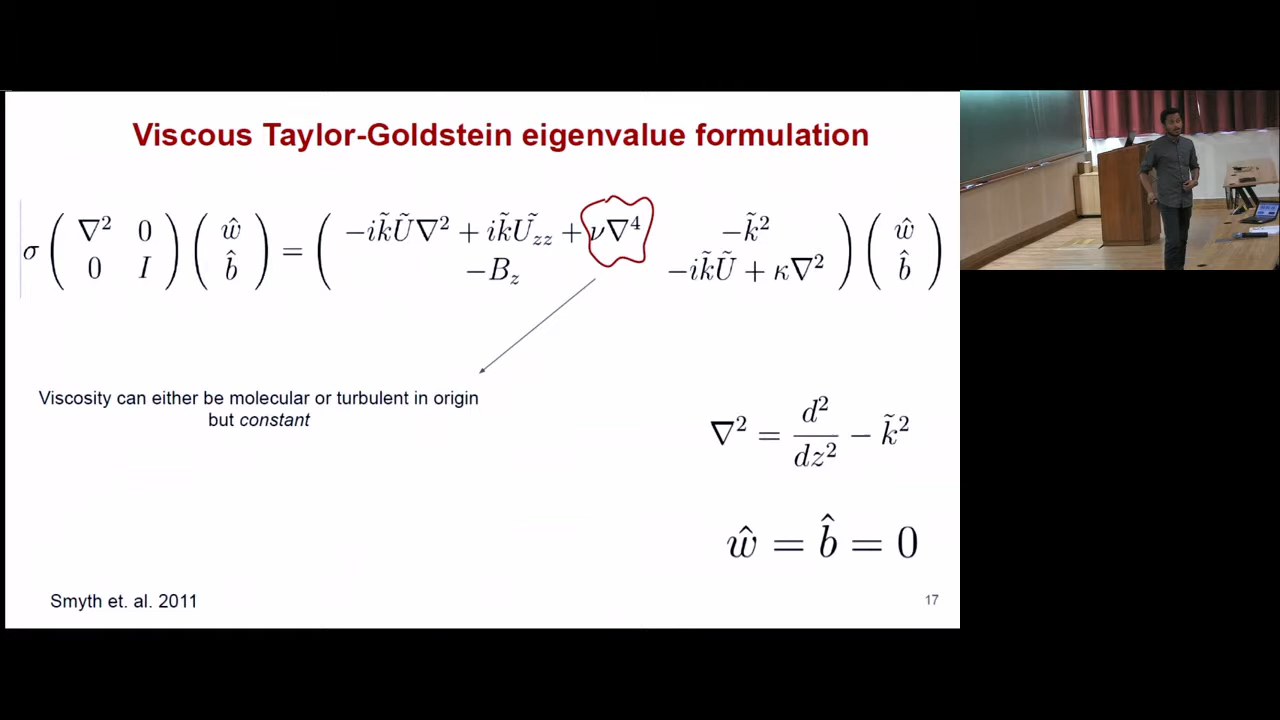 Viscous Taylor-Goldstein eigenvalue formulation
σ ( ∇² 0 ; 0 I ) ( ŵ ; b̂ ) = ( −ik̃Ũ∇² + ik̃Ũ_zz + ν∇⁴ −k̃² ; −B_z −ik̃Ũ + κ∇² ) ( ŵ ; b̂ )
Viscosity can either be molecular or turbulent in origin
but constant
∇² = d²/dz² − k̃²
ŵ = b̂ = 0
Smyth et. al. 2011
17